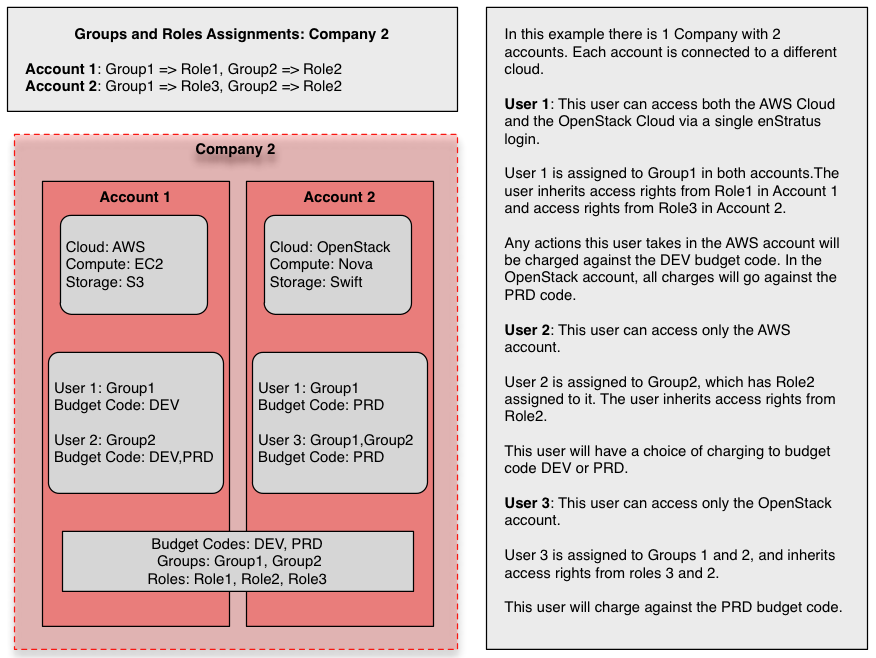 Groups and Roles Assignments: Company 2
Account 1: Group1 => Role1, Group2 => Role2
Account 2: Group1 => Role3, Group2 => Role2
Company 2
Account 1
Cloud: AWS
Compute: EC2
Storage: S3
User 1: Group1
Budget Code: DEV
User 2: Group2
Budget Code: DEV,PRD
Account 2
Cloud: OpenStack
Compute: Nova
Storage: Swift
User 1: Group1
Budget Code: PRD
User 3: Group1,Group2
Budget Code: PRD
Budget Codes: DEV, PRD
Groups: Group1, Group2
Roles: Role1, Role2, Role3
In this example there is 1 Company with 2
accounts. Each account is connected to a different
cloud.
User 1: This user can access both the AWS Cloud
and the OpenStack Cloud via a single enStratus
login.
User 1 is assigned to Group1 in both accounts.The
user inherits access rights from Role1 in Account 1
and access rights from Role3 in Account 2.
Any actions this user takes in the AWS account will
be charged against the DEV budget code. In the
OpenStack account, all charges will go against the
PRD code.
User 2: This user can access only the AWS
account.
User 2 is assigned to Group2, which has Role2
assigned to it. The user inherits access rights from
Role2.
This user will have a choice of charging to budget
code DEV or PRD.
User 3: This user can access only the OpenStack
account.
User 3 is assigned to Groups 1 and 2, and inherits
access rights from roles 3 and 2.
This user will charge against the PRD budget code.